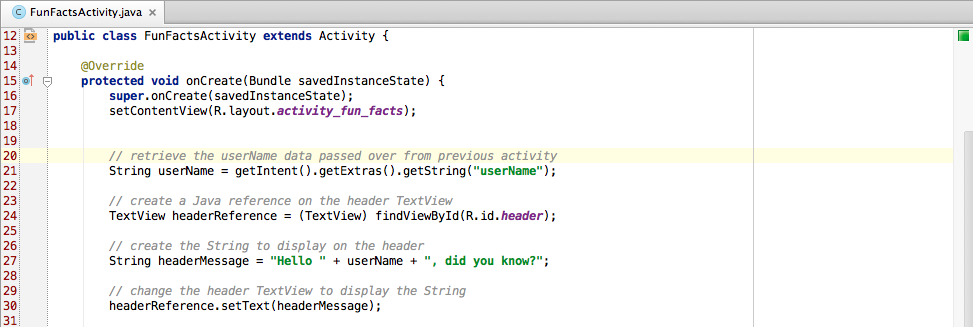 FunFactsActivity.java ×
12 public class FunFactsActivity extends Activity {
13
14 @Override
15 protected void onCreate(Bundle savedInstanceState) {
16 super.onCreate(savedInstanceState);
17 setContentView(R.layout.activity_fun_facts);
18
19
20 // retrieve the userName data passed over from previous activity
21 String userName = getIntent().getExtras().getString("userName");
22
23 // create a Java reference on the header TextView
24 TextView headerReference = (TextView) findViewById(R.id.header);
25
26 // create the String to display on the header
27 String headerMessage = "Hello " + userName + ", did you know?";
28
29 // change the header TextView to display the String
30 headerReference.setText(headerMessage);
31